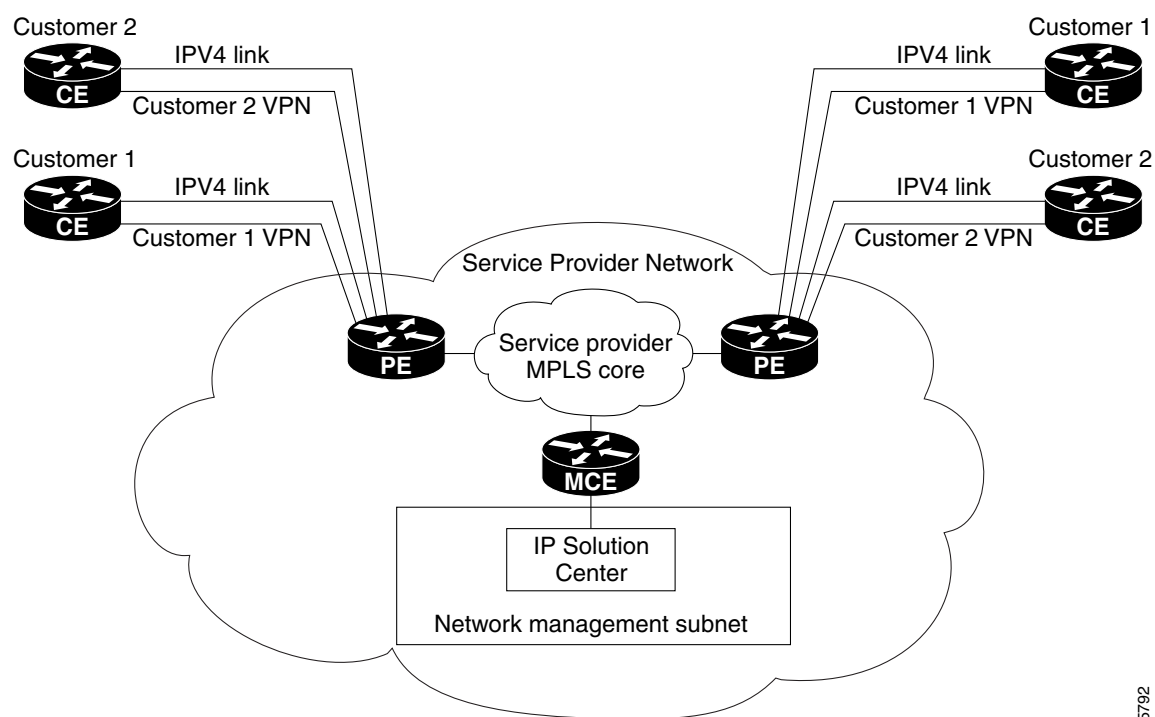 Customer 2
IPV4 link
CE
Customer 2 VPN
Customer 1
IPV4 link
CE
Customer 1 VPN
Customer 1
IPV4 link
CE
Customer 1 VPN
Customer 2
IPV4 link
CE
Customer 2 VPN
Service Provider Network
PE
Service provider
MPLS core
PE
MCE
IP Solution
Center
Network management subnet